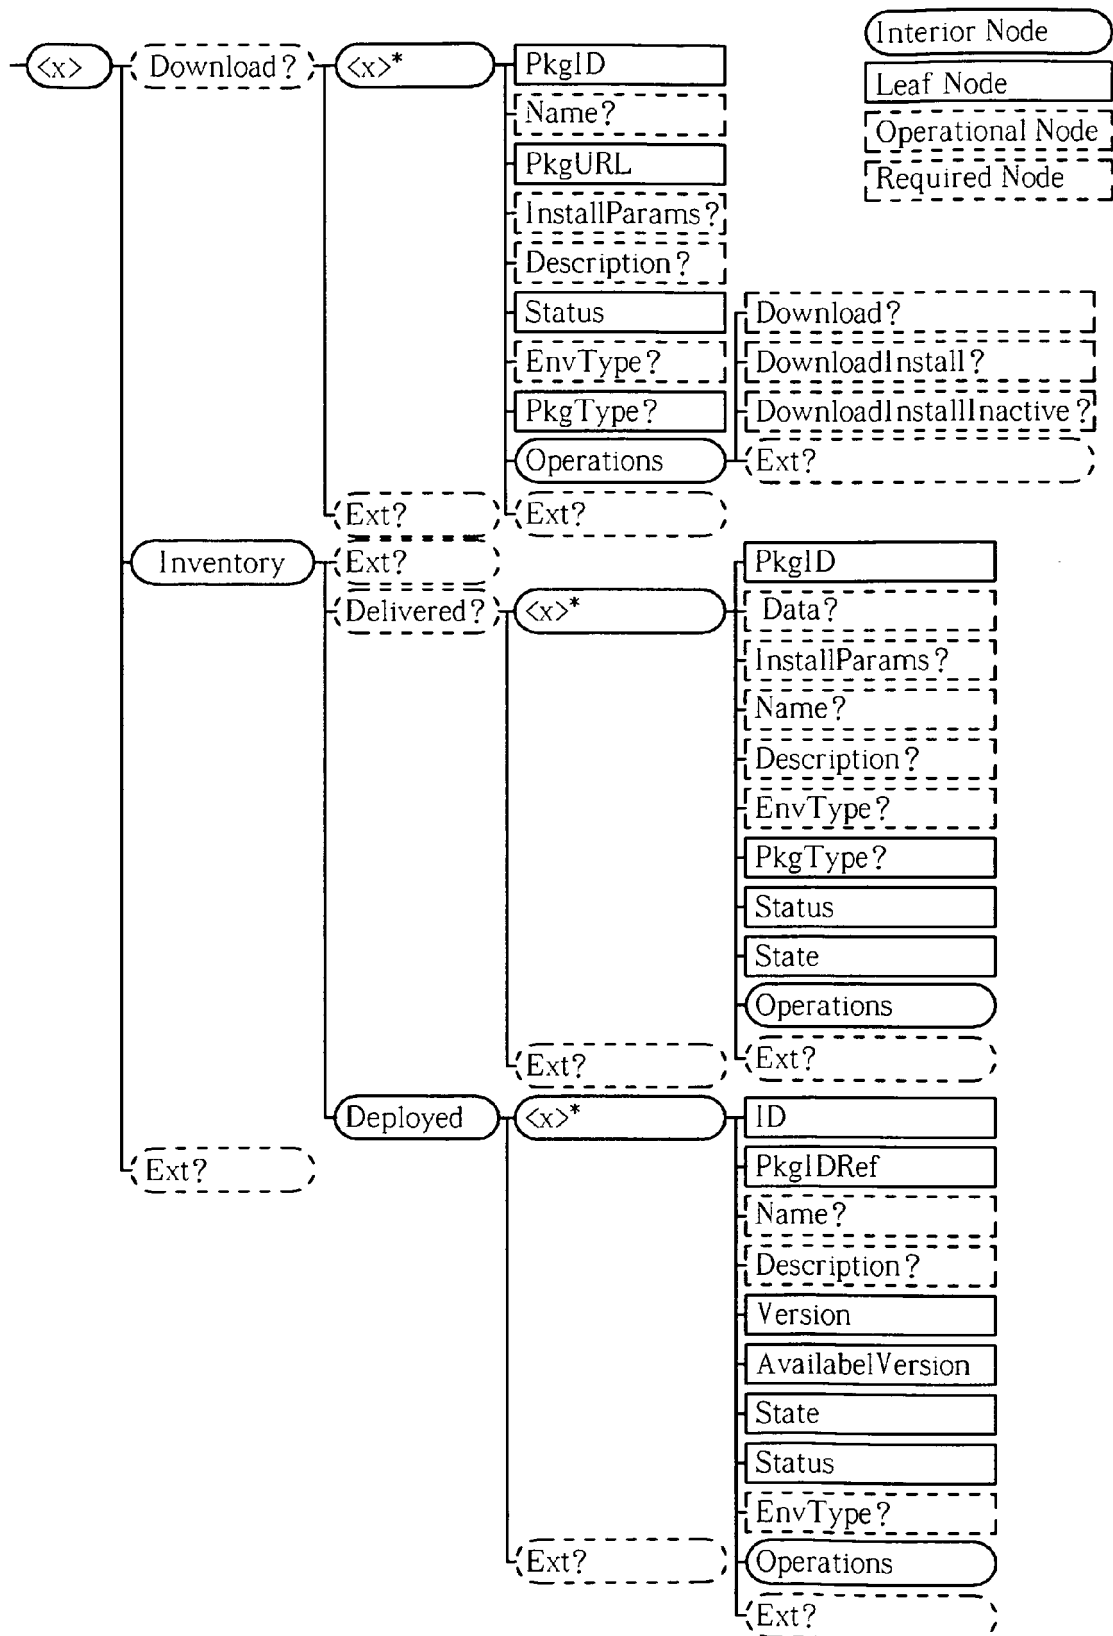 Interior Node
Leaf Node
Operational Node
Required Node
<x>
Download?
<x>*
PkgID
Name?
PkgURL
InstallParams?
Description?
Status
EnvType?
PkgType?
Operations
Download?
DownloadInstall?
DownloadInstallInactive?
Ext?
Ext?
Ext?
Inventory
Ext?
Delivered?
<x>*
PkgID
Data?
InstallParams?
Name?
Description?
EnvType?
PkgType?
Status
State
Operations
Ext?
Ext?
Deployed
<x>*
ID
PkgIDRef
Name?
Description?
Version
AvailabelVersion
State
Status
EnvType?
Operations
Ext?
Ext?
Ext?